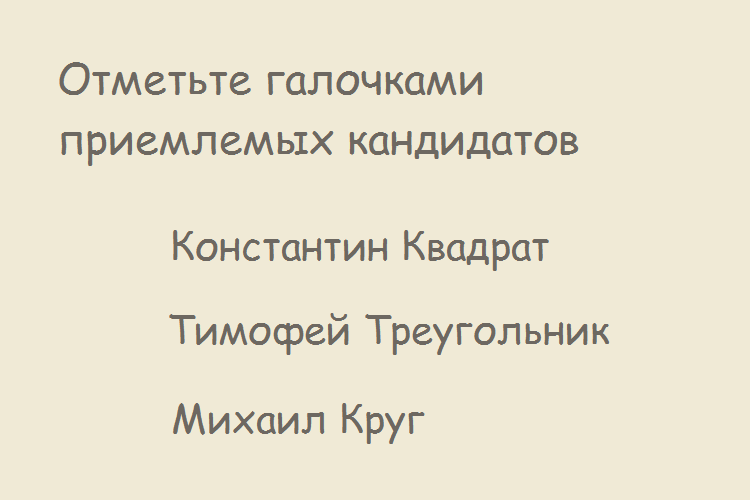 Отметьте галочками
приемлемых кандидатов
Константин Квадрат
Тимофей Треугольник
Михаил Круг